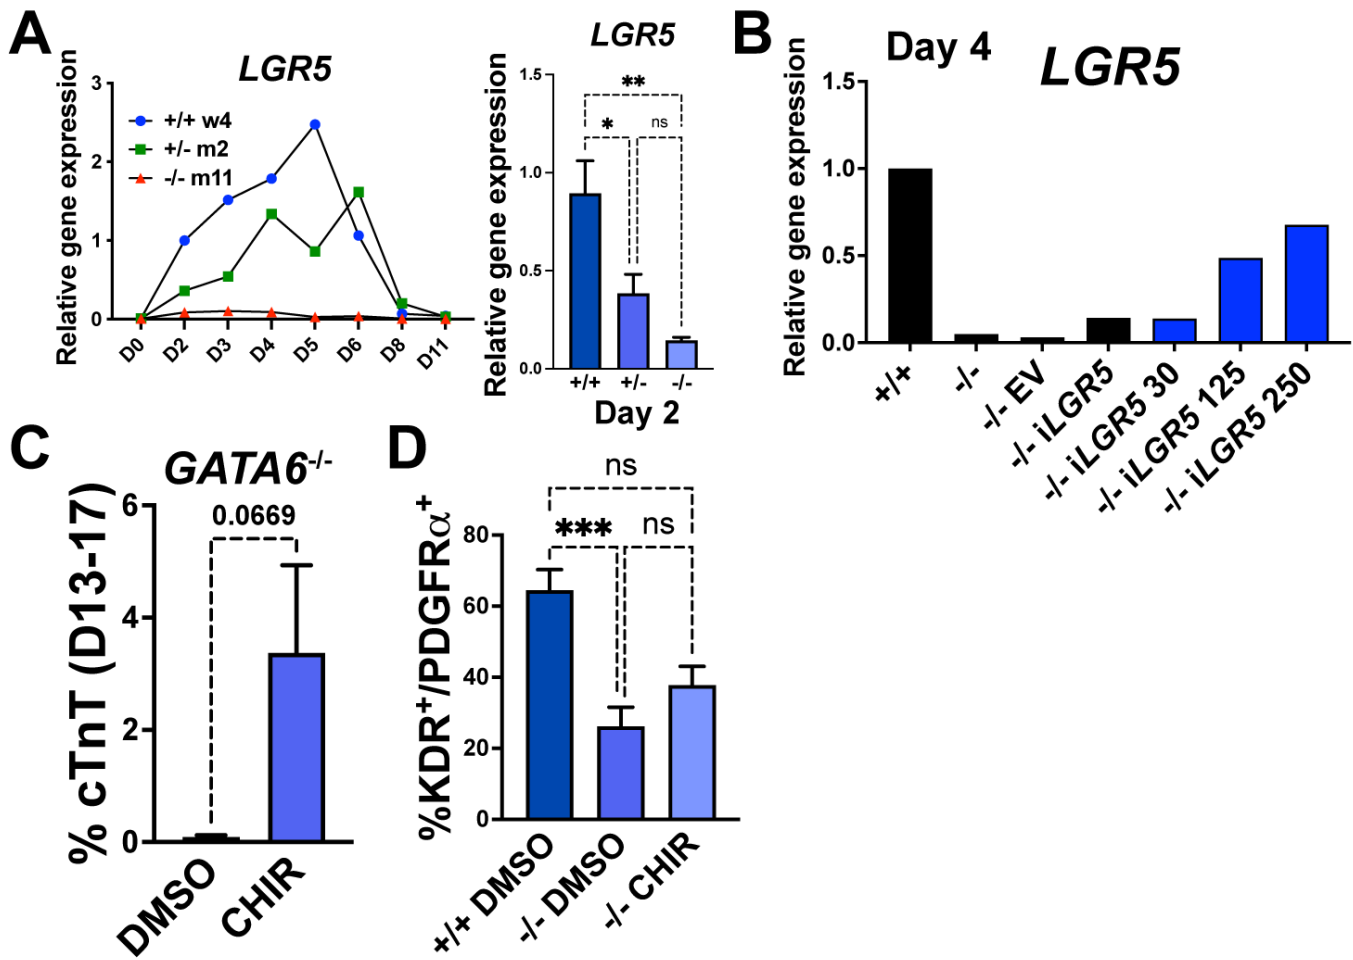 A
LGR5
Relative gene expression
3
2
1
0
+/+ w4
+/- m2
-/- m11
D0
D2
D3
D4
D5
D6
D8
D11
LGR5
Relative gene expression
1.5
1.0
0.5
0.0
**
*
ns
+/+
+/-
-/-
Day 2
B
Day 4
LGR5
Relative gene expression
1.5
1.0
0.5
0.0
+/+
-/-
-/- EV
-/- iLGR5
-/- iLGR5 30
-/- iLGR5 125
-/- iLGR5 250
C
GATA6-/-
% cTnT (D13-17)
6
4
2
0
0.0669
DMSO
CHIR
D
%KDR+/PDGFRα+
80
60
40
20
0
ns
***
ns
+/+ DMSO
-/- DMSO
-/- CHIR